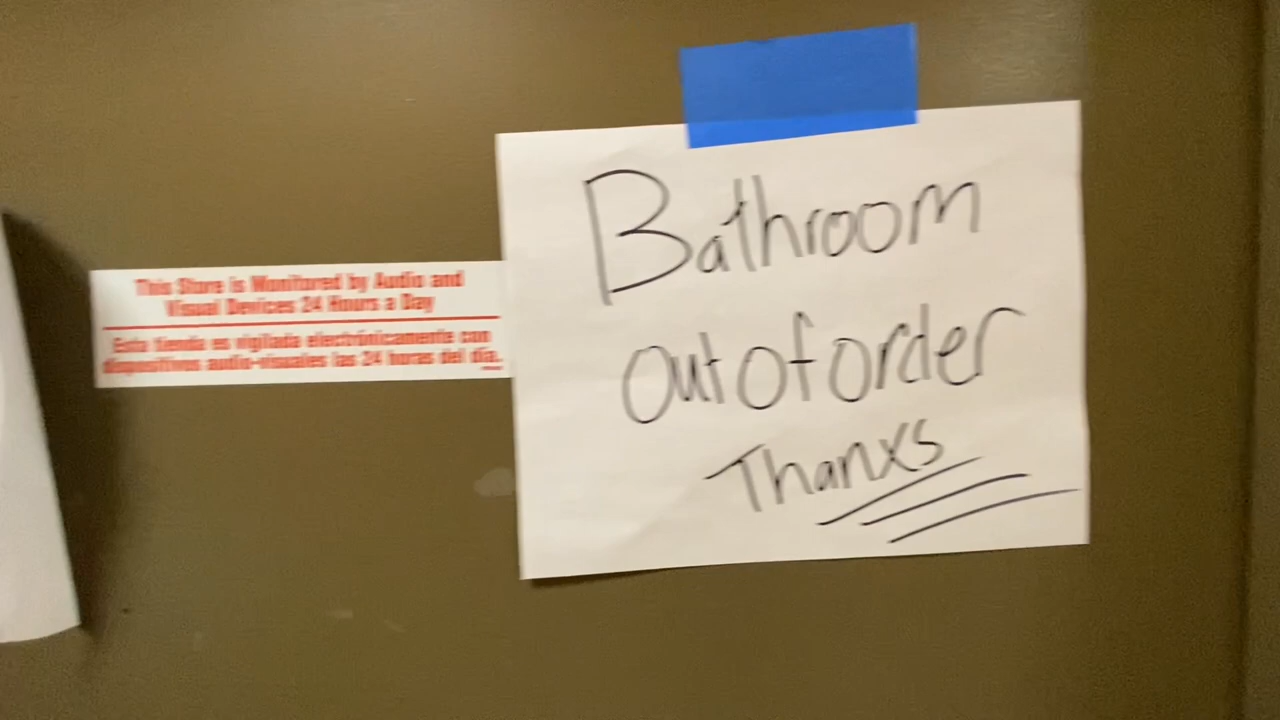 This Store is Monitored by Audio and
Visual Devices 24 Hours a Day
Esta tienda es vigilada electrónicamente con
dispositivos audio-visuales las 24 horas del día.
Bathroom
Out of order
Thanxs